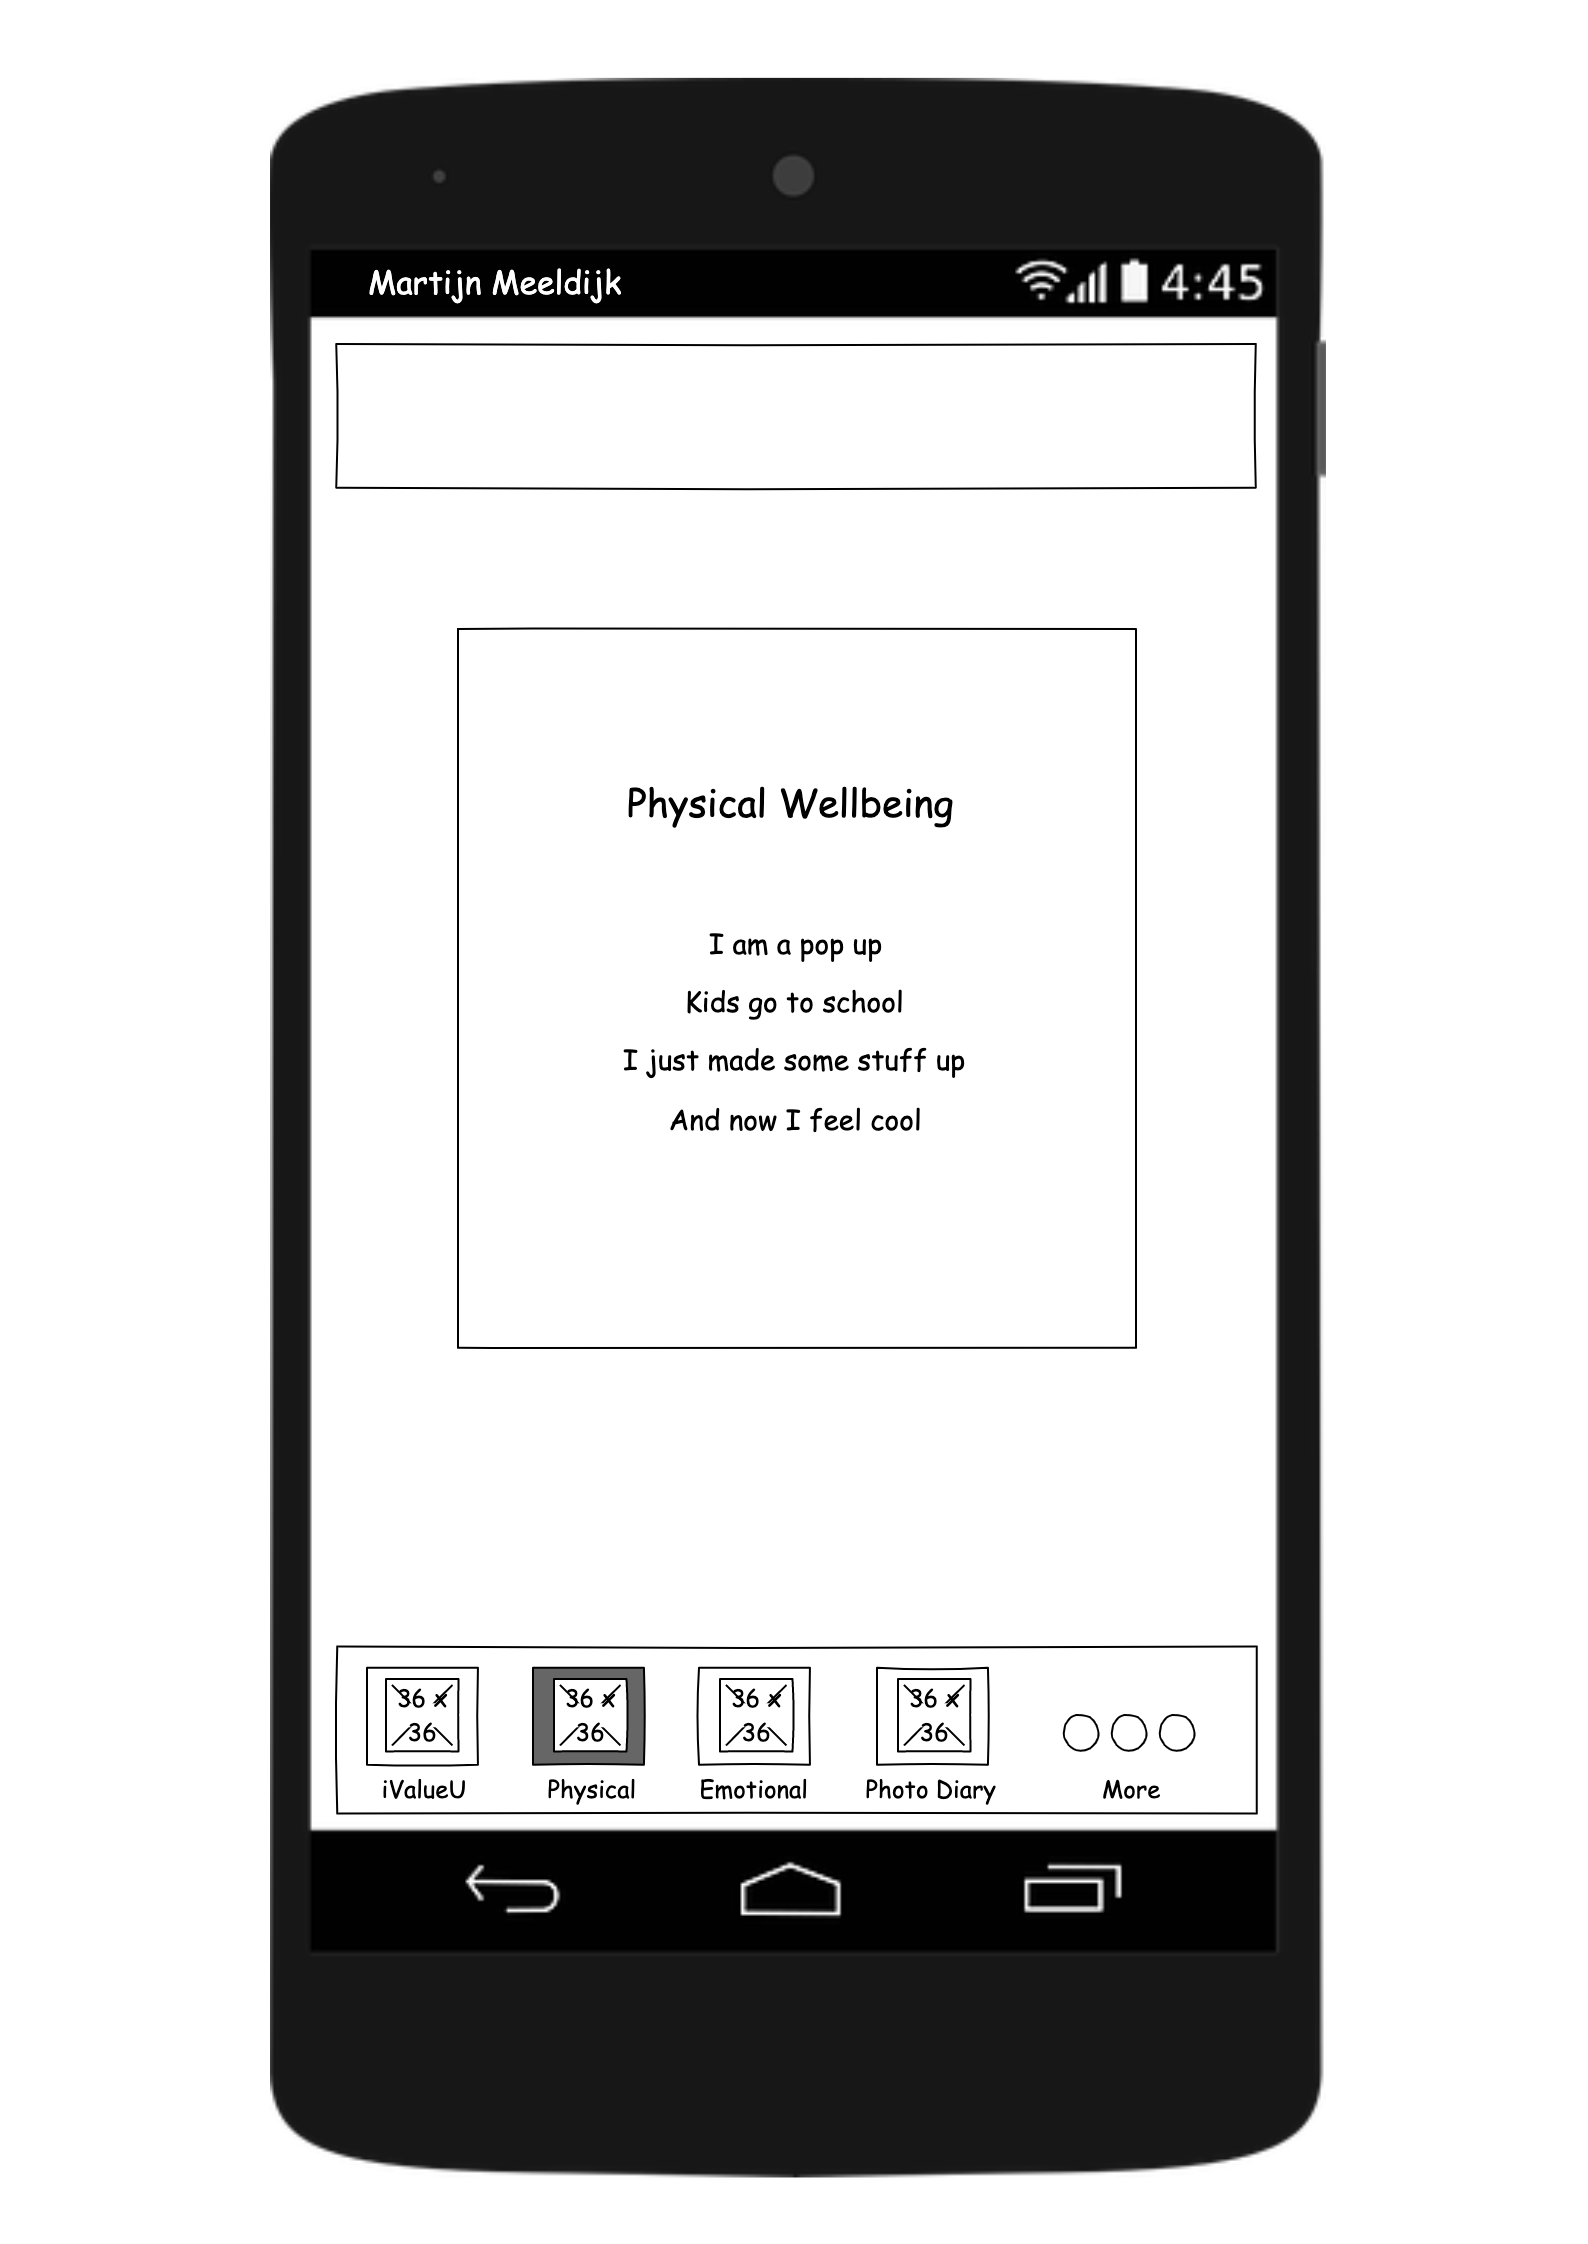 Martijn Meeldijk 4:45
Physical Wellbeing
I am a pop up
Kids go to school
I just made some stuff up
And now I feel cool
36 x 36 x 36 x 36 x
36 36 36 36
iValueU Physical Emotional Photo Diary More